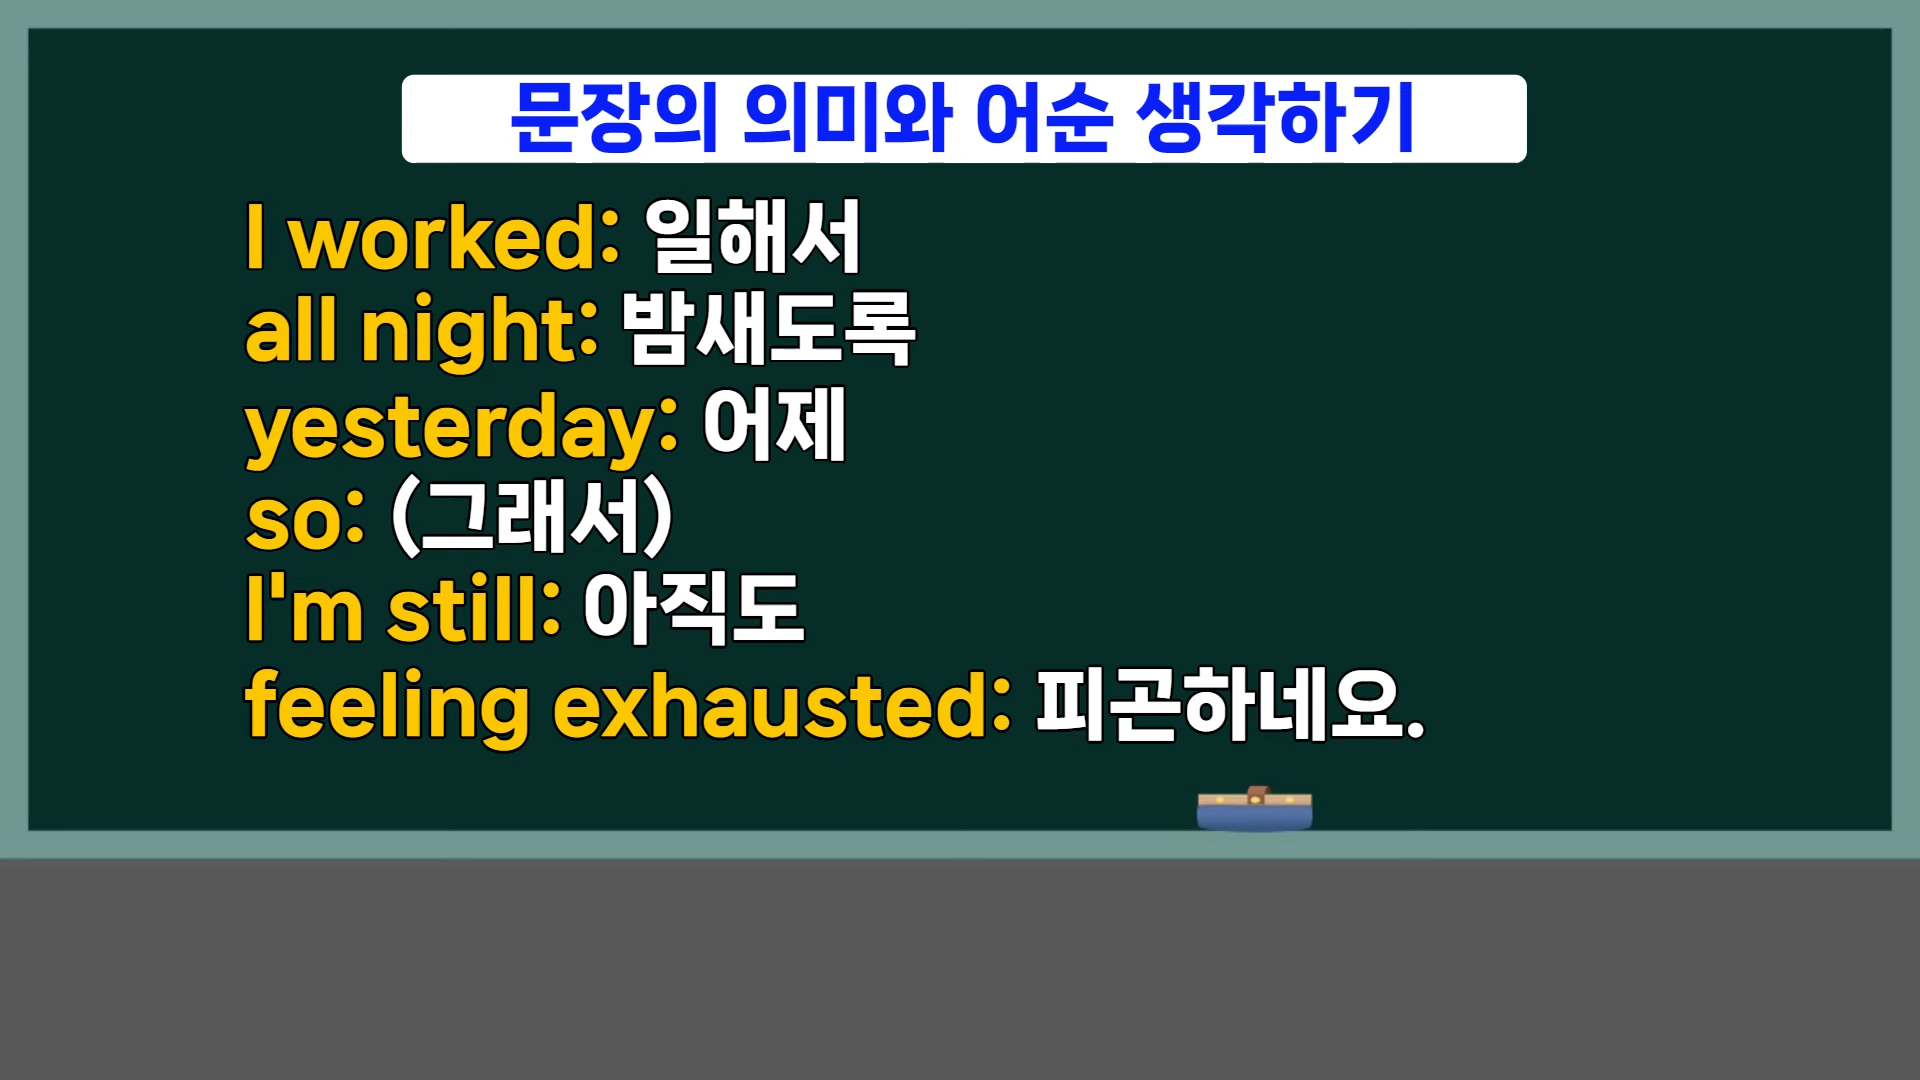 문장의 의미와 어순 생각하기
I worked: 일해서
all night: 밤새도록
yesterday: 어제
so: (그래서)
I'm still: 아직도
feeling exhausted: 피곤하네요.